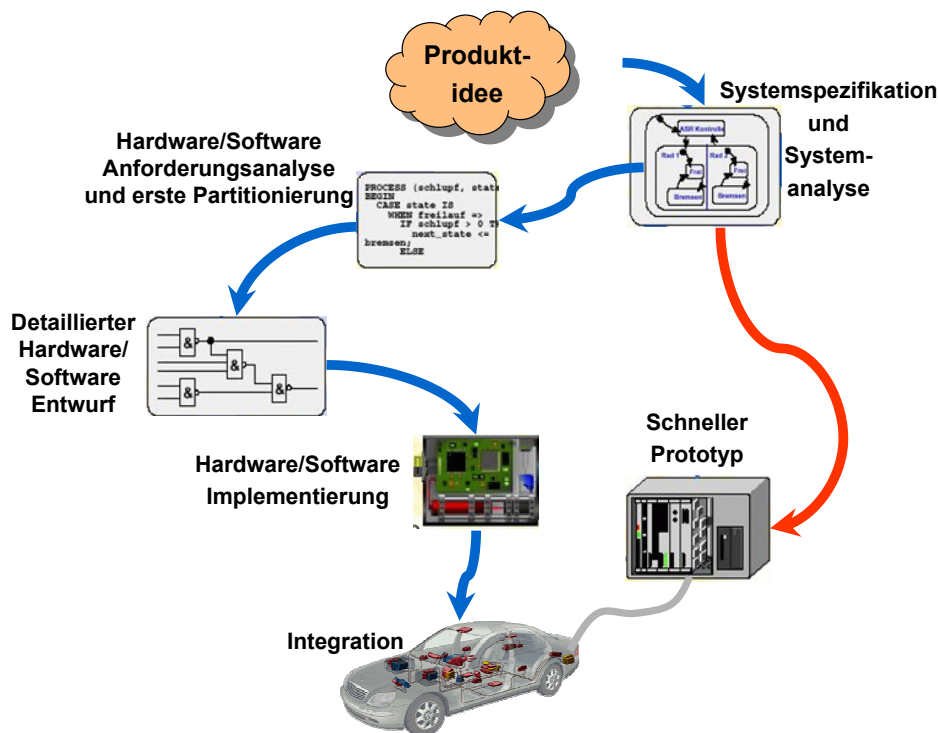 Produkt-
idee
Systemspezifikation
und
System-
analyse
ASR Kontrolle
Rad 1
Rad 2
Frei
Frei
Bremsen
Bremsen
Hardware/Software
Anforderungsanalyse
und erste Partitionierung
PROCESS (schlupf, stat
BEGIN
CASE state IS
WHEN freilauf =>
IF schlupf > 0 T
next_state <=
bremsen;
ELSE
Detaillierter
Hardware/
Software
Entwurf
&
&
&
&
Hardware/Software
Implementierung
Schneller
Prototyp
Integration